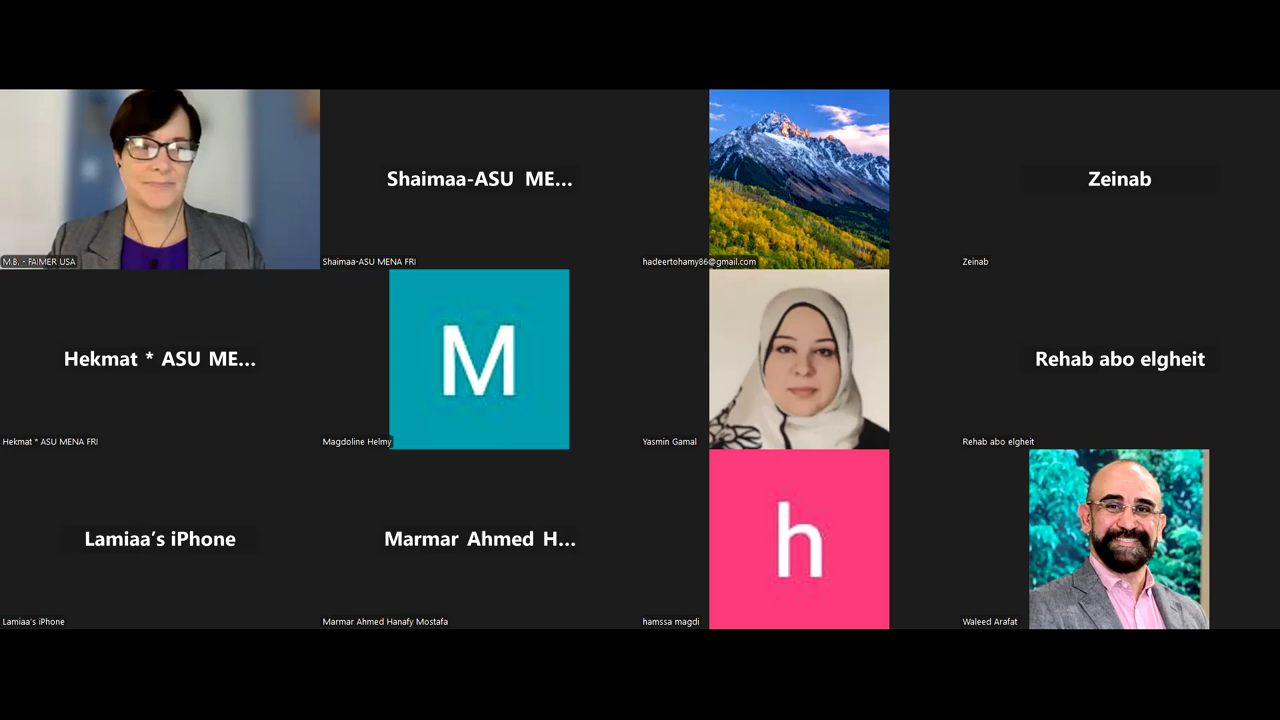 M.B. - FAIMER USA
Shaimaa-ASU ME...
Shaimaa-ASU MENA FRI
hadeertohamy86@gmail.com
Zeinab
Zeinab
Hekmat * ASU ME...
Hekmat * ASU MENA FRI
M
Magdoline Helmy
Yasmin Gamal
Rehab abo elgheit
Rehab abo elgheit
Lamiaa’s iPhone
Lamiaa's iPhone
Marmar Ahmed H...
Marmar Ahmed Hanafy Mostafa
h
hamssa magdi
Waleed Arafat